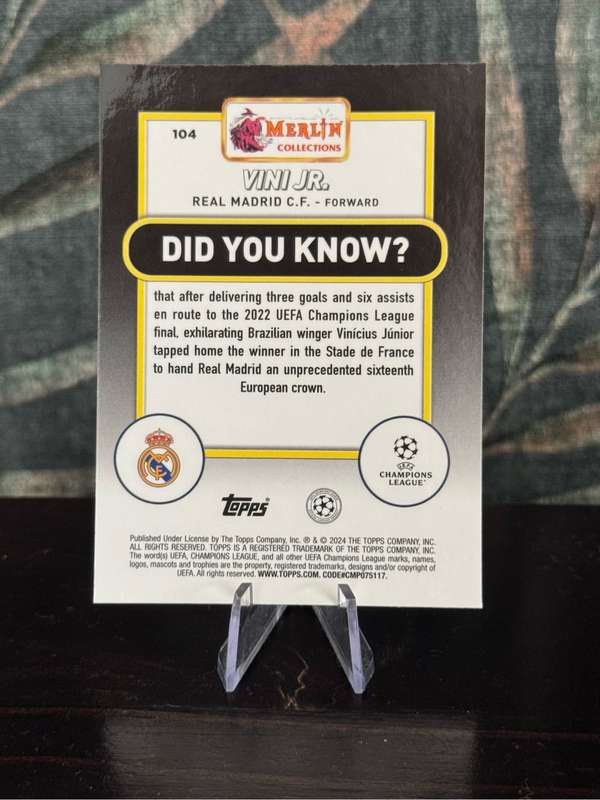 104
MERLIN
COLLECTIONS
VINI JR.
REAL MADRID C.F. - FORWARD
DID YOU KNOW?
that after delivering three goals and six assists
en route to the 2022 UEFA Champions League
final, exhilarating Brazilian winger Vinícius Júnior
tapped home the winner in the Stade de France
to hand Real Madrid an unprecedented sixteenth
European crown.
UEFA
CHAMPIONS
LEAGUE
topps
Published Under License by The Topps Company, Inc. ® & © 2024 THE TOPPS COMPANY, INC.
ALL RIGHTS RESERVED. TOPPS IS A REGISTERED TRADEMARK OF THE TOPPS COMPANY, INC.
The word(s) UEFA, CHAMPIONS LEAGUE, and all other UEFA Champions League marks, names,
logos, mascots and trophies are the property, registered trademarks, designs and/or copyright of
UEFA. All rights reserved. WWW.TOPPS.COM. CODE#CMP075117.